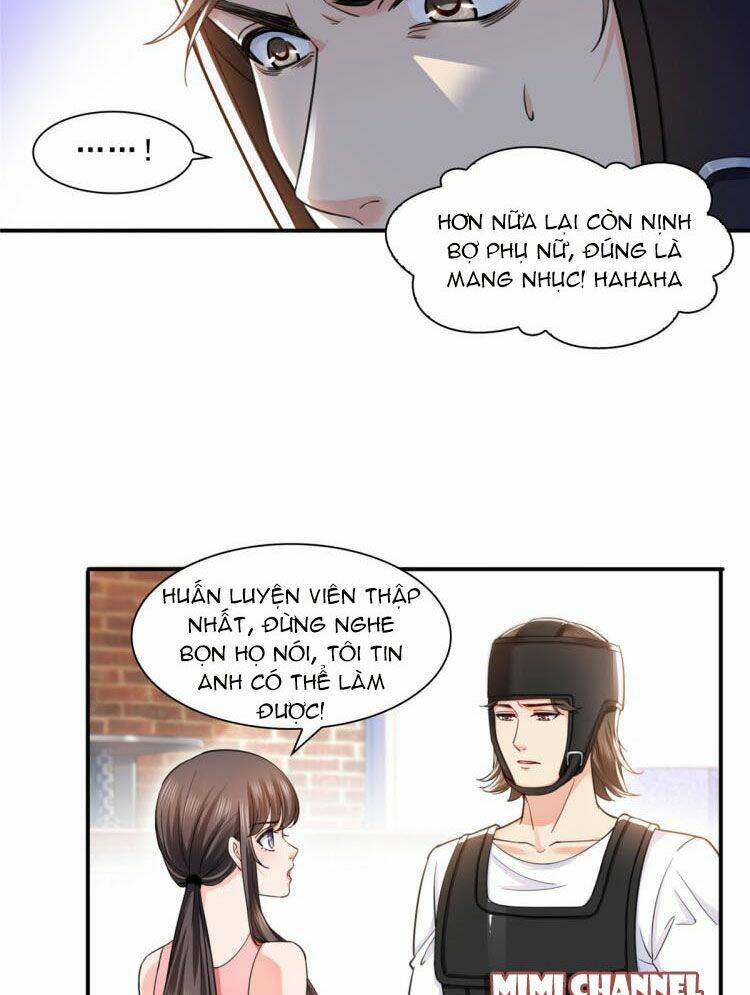 ......!
HƠN NỮA LẠI CÒN NỊNH
BỢ PHỤ NỮ, ĐÚNG LÀ
MANG NHỤC! HAHAHA
HUẤN LUYỆN VIÊN THẬP
NHẤT, ĐỪNG NGHE
BỌN HỌ NÓI, TÔI TIN
ANH CÓ THỂ LÀM
ĐƯỢC!
MIMI CHANNEL